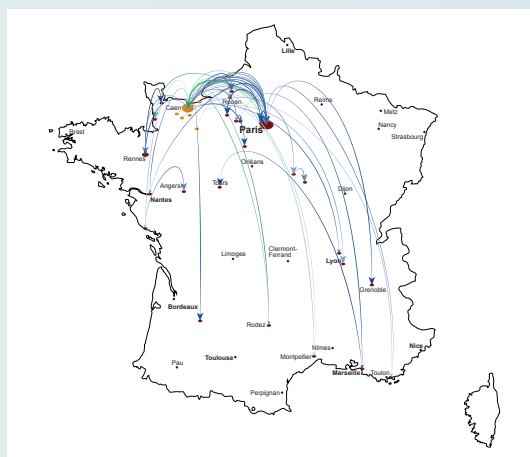 Lille
Caen
Rouen
Reims
Metz
Paris
Nancy
Brest
Strasbourg
Rennes
Orléans
Angers
Tours
Dijon
Nantes
Limoges
Clermont-
Ferrand
Lyon
Grenoble
Bordeaux
Rodez
Nîmes
Nice
Toulouse
Montpellier
Pau
Marseille
Toulon
Perpignan